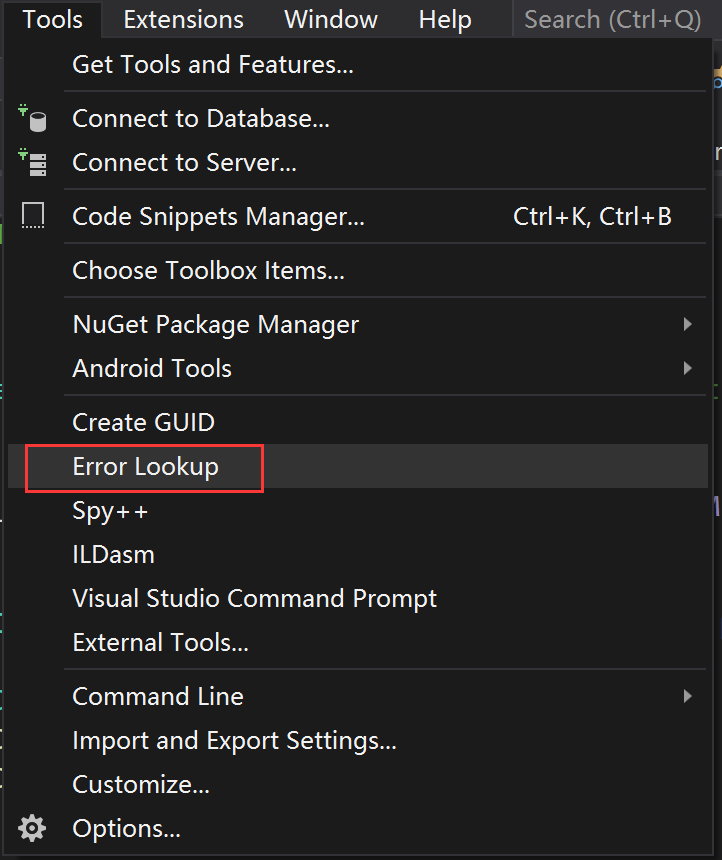 Tools Extensions Window Help Search (Ctrl+Q)
Get Tools and Features...
Connect to Database...
Connect to Server...
Code Snippets Manager... Ctrl+K, Ctrl+B
Choose Toolbox Items...
NuGet Package Manager
Android Tools
Create GUID
Error Lookup
Spy++
ILDasm
Visual Studio Command Prompt
External Tools...
Command Line
Import and Export Settings...
Customize...
Options...